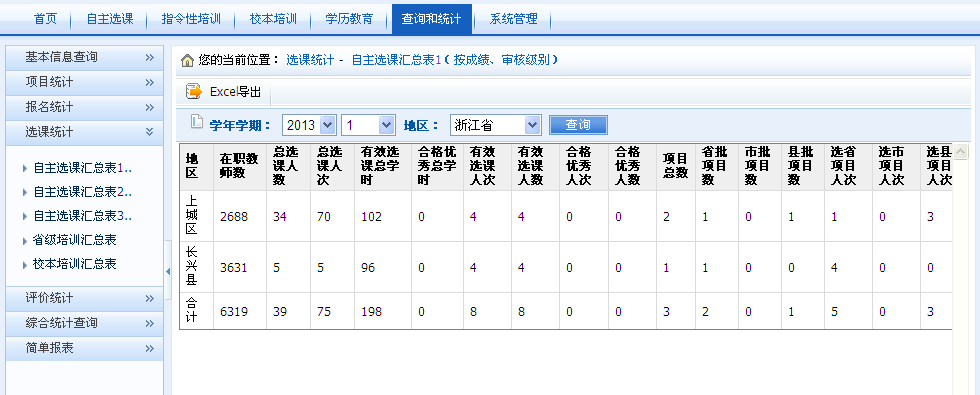 首页 自主选课 指令性培训 校本培训 学历教育 查询和统计 系统管理
基本信息查询
项目统计
报名统计
选课统计
自主选课汇总表1..
自主选课汇总表2..
自主选课汇总表3..
省级培训汇总表
校本培训汇总表
评价统计
综合统计查询
简单报表
您的当前位置： 选课统计 - 自主选课汇总表1（按成绩、审核级别）
Excel导出
学年学期： 2013 1 地区： 浙江省 查询
地区 在职教师数 总选课人数 总选课人次 有效选课总学时 合格优秀总学时 有效选课人次 有效选课人数 合格优秀人次 合格优秀人数 项目总数 省批项目数 市批项目数 县批项目数 选省项目人次 选市项目人次 选县项目人次
上城区 2688 34 70 102 0 4 4 0 0 2 1 0 1 1 0 3
长兴县 3631 5 5 96 0 4 4 0 0 1 1 0 0 4 0 0
合计 6319 39 75 198 0 8 8 0 0 3 2 0 1 5 0 3